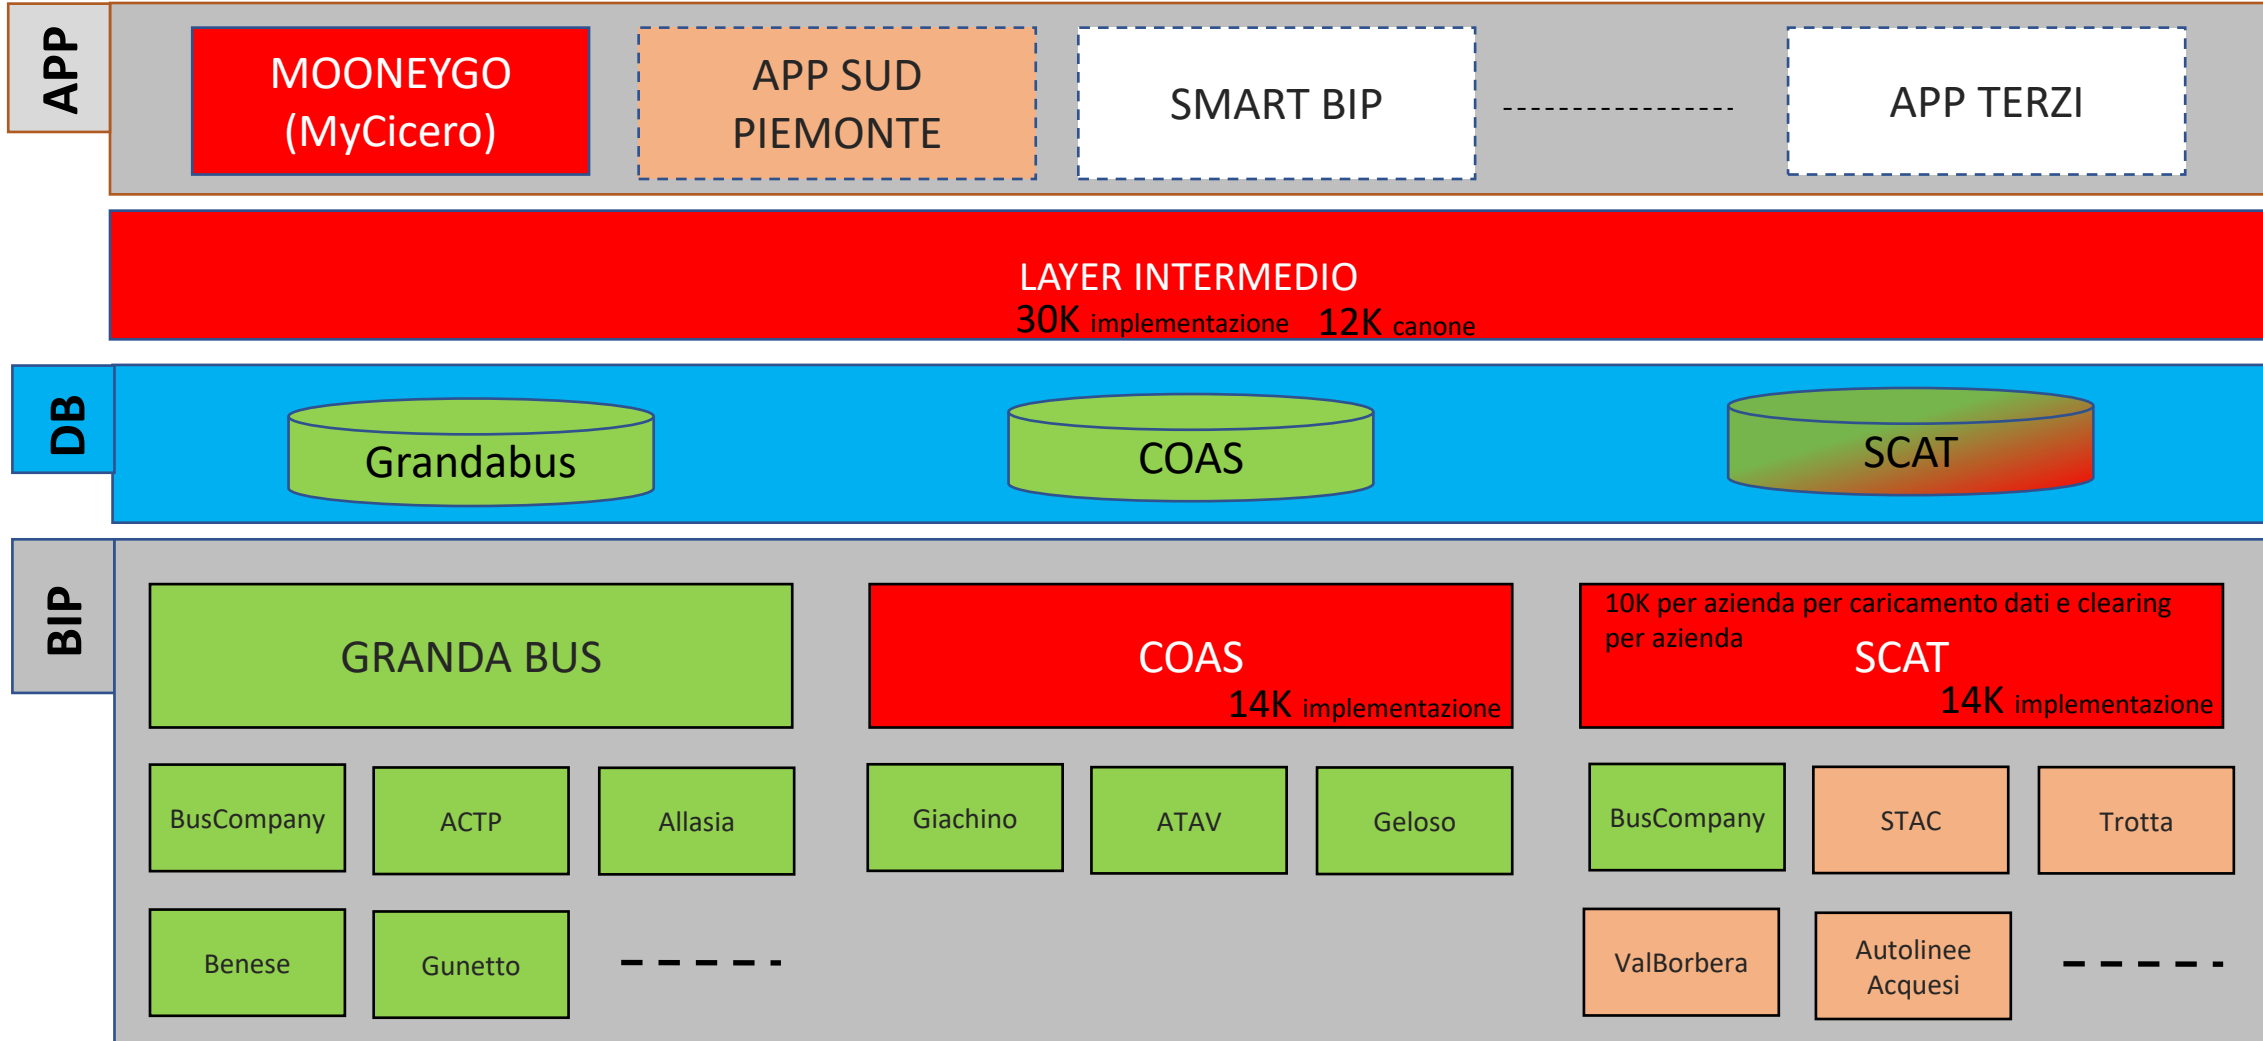 APP
MOONEYGO
(MyCicero)
APP SUD
PIEMONTE
SMART BIP
APP TERZI
LAYER INTERMEDIO
30K implementazione 12K canone
DB
Grandabus
COAS
SCAT
BIP
GRANDA BUS
COAS
14K implementazione
10K per azienda per caricamento dati e clearing
per azienda
SCAT
14K implementazione
BusCompany
ACTP
Allasia
Giachino
ATAV
Geloso
BusCompany
STAC
Trotta
Benese
Gunetto
ValBorbera
Autolinee
Acquesi